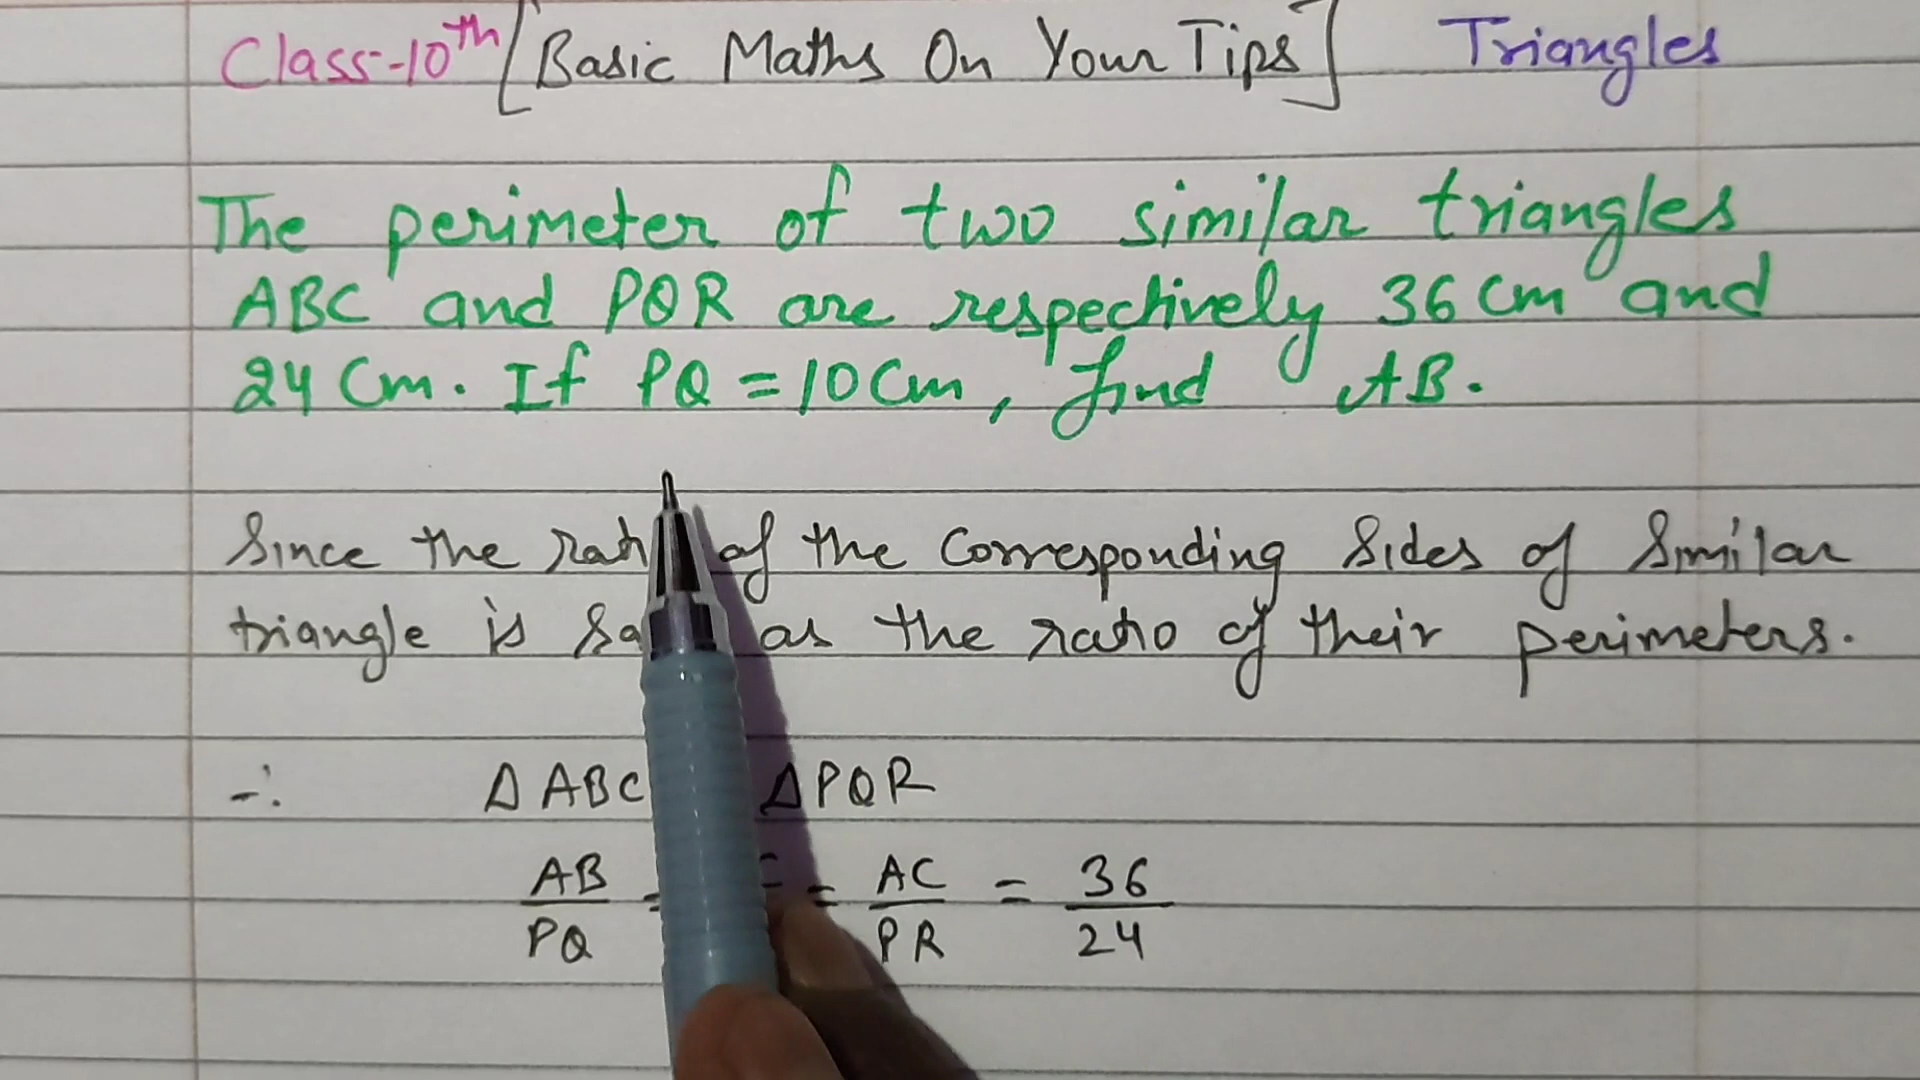 Class-10th [Basic Maths On Your Tips] Triangles
The perimeter of two similar triangles
ABC and PQR are respectively 36 cm and
24 Cm. If PQ = 10 Cm, find AB.
Since the of the Corresponding Sides of Similar
triangle is as the ratio of their perimeters.
∴ Δ ABC Δ PQR
AB/PQ = = AC/PR = 36/24